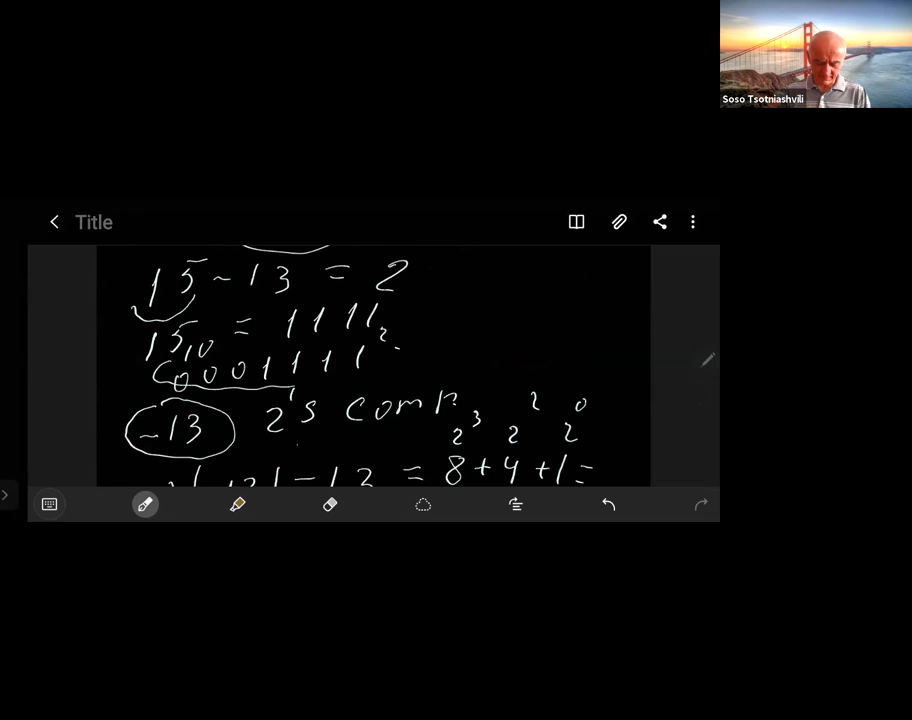 Soso Tsotniashvili
Title
15 - 13 = 2
15₁₀ = 1111₂
00001111
-13 2's comp
2³ 2² 2⁰
= 8 + 4 + 1 =